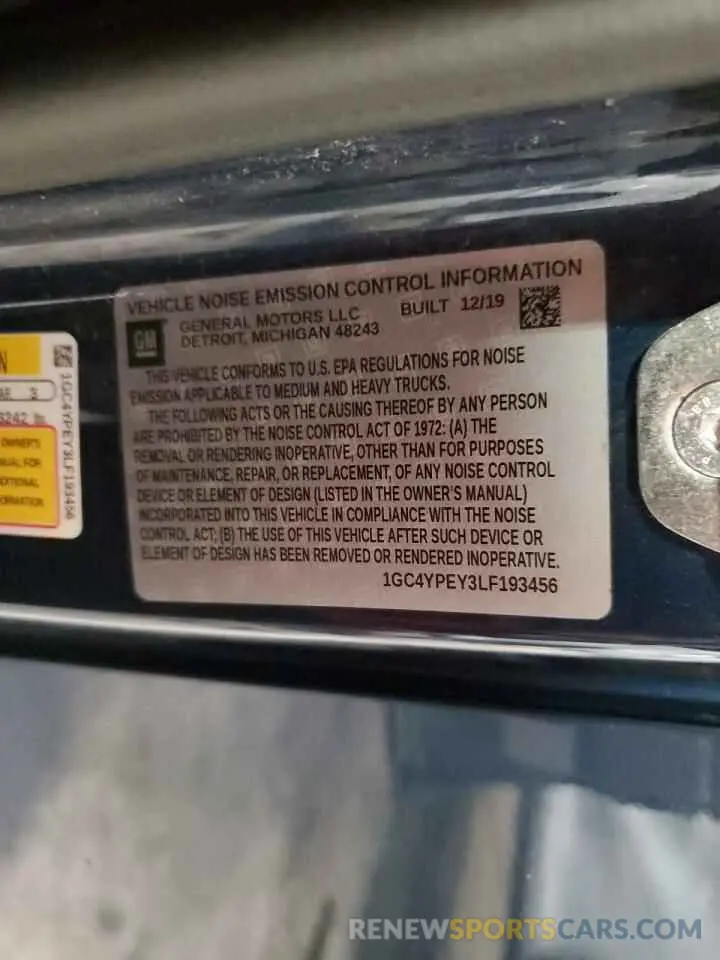 VEHICLE NOISE EMISSION CONTROL INFORMATION
GM
GENERAL MOTORS LLC BUILT 12/19
DETROIT, MICHIGAN 48243
THIS VEHICLE CONFORMS TO U.S. EPA REGULATIONS FOR NOISE
EMISSION APPLICABLE TO MEDIUM AND HEAVY TRUCKS.
THE FOLLOWING ACTS OR THE CAUSING THEREOF BY ANY PERSON
ARE PROHIBITED BY THE NOISE CONTROL ACT OF 1972: (A) THE
REMOVAL OR RENDERING INOPERATIVE, OTHER THAN FOR PURPOSES
OF MAINTENANCE, REPAIR, OR REPLACEMENT, OF ANY NOISE CONTROL
DEVICE OR ELEMENT OF DESIGN (LISTED IN THE OWNER'S MANUAL)
INCORPORATED INTO THIS VEHICLE IN COMPLIANCE WITH THE NOISE
CONTROL ACT; (B) THE USE OF THIS VEHICLE AFTER SUCH DEVICE OR
ELEMENT OF DESIGN HAS BEEN REMOVED OR RENDERED INOPERATIVE.
1GC4YPEY3LF193456
N
3
OWNER'S
FOR
1GC4YPEY3LF193456
RENEWSPORTSCARS.COM